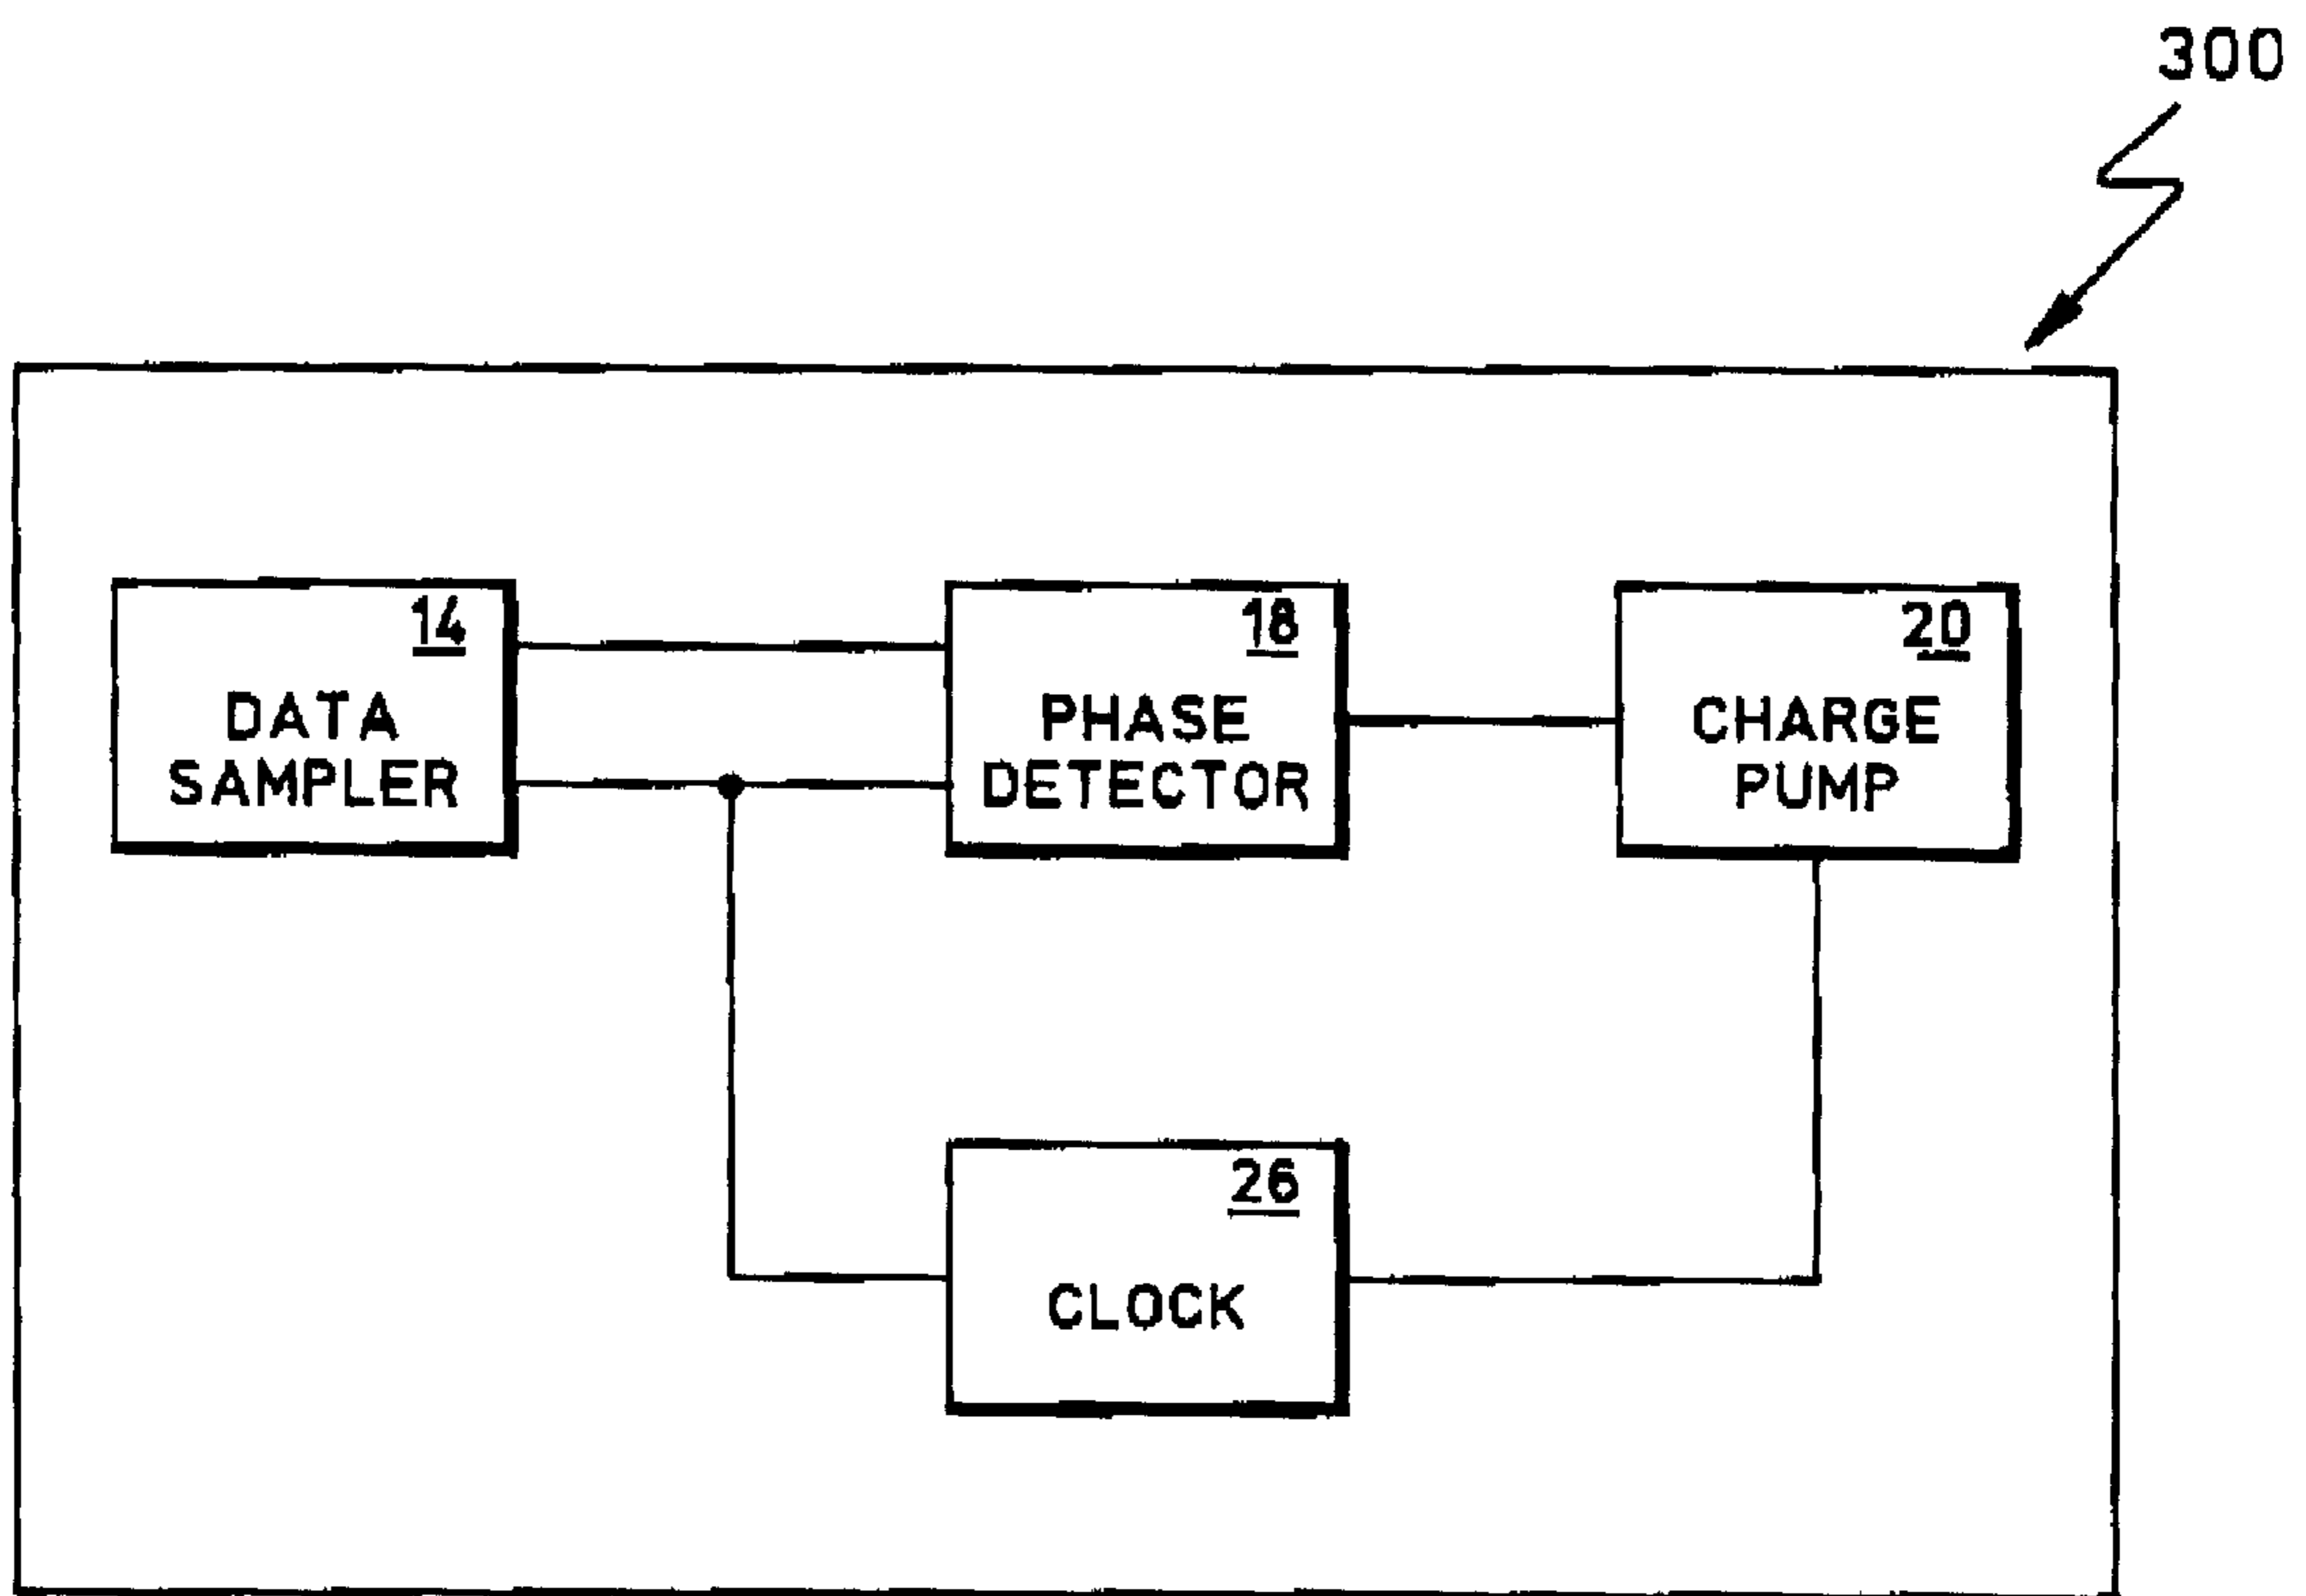 300
14
DATA
SAMPLER
18
PHASE
DETECTOR
20
CHARGE
PUMP
26
CLOCK